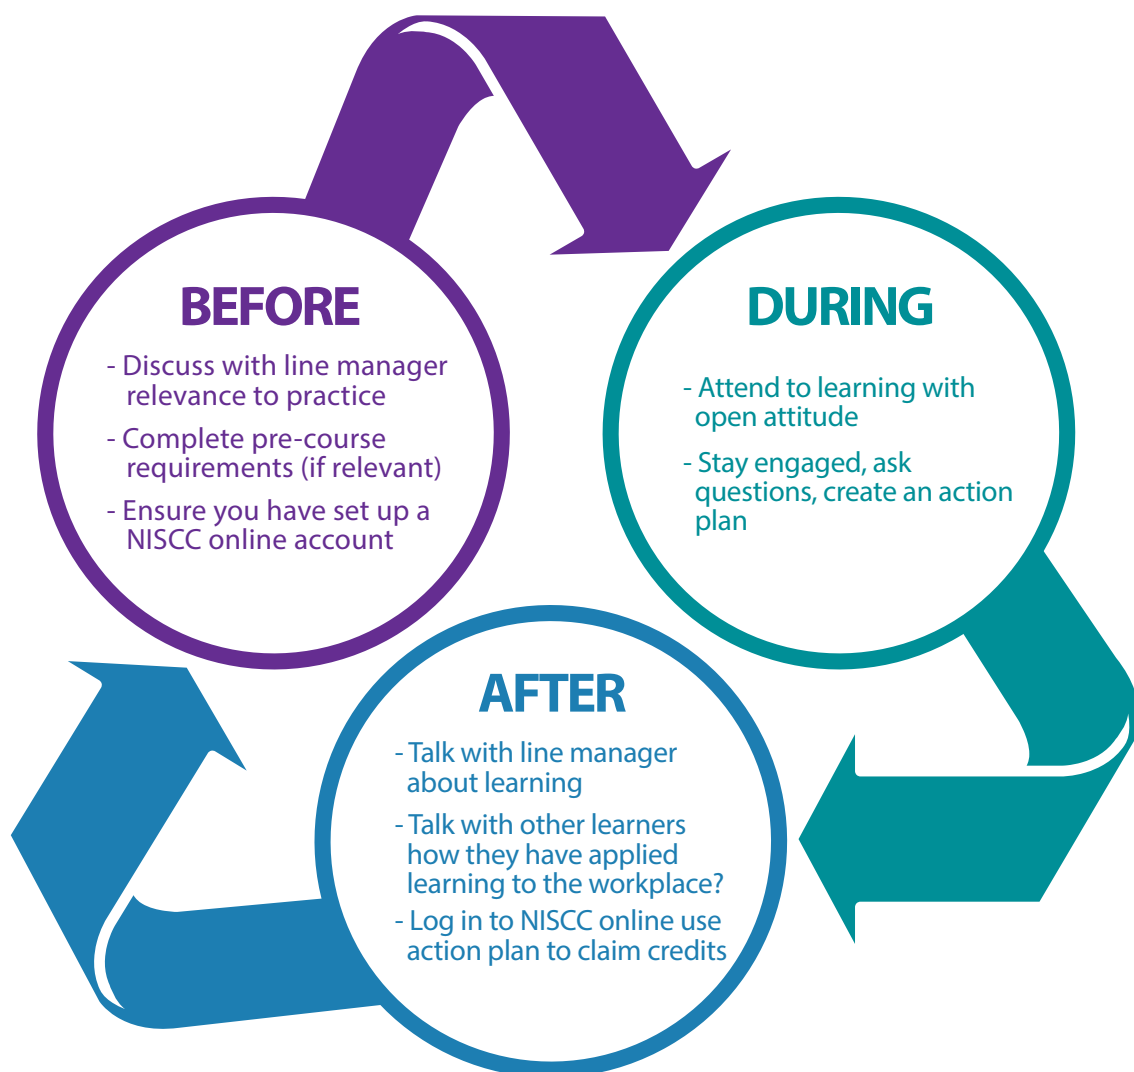 BEFORE
- Discuss with line manager
relevance to practice
- Complete pre-course
requirements (if relevant)
- Ensure you have set up a
NISCC online account
DURING
- Attend to learning with
open attitude
- Stay engaged, ask
questions, create an action
plan
AFTER
- Talk with line manager
about learning
- Talk with other learners
how they have applied
learning to the workplace?
- Log in to NISCC online use
action plan to claim credits